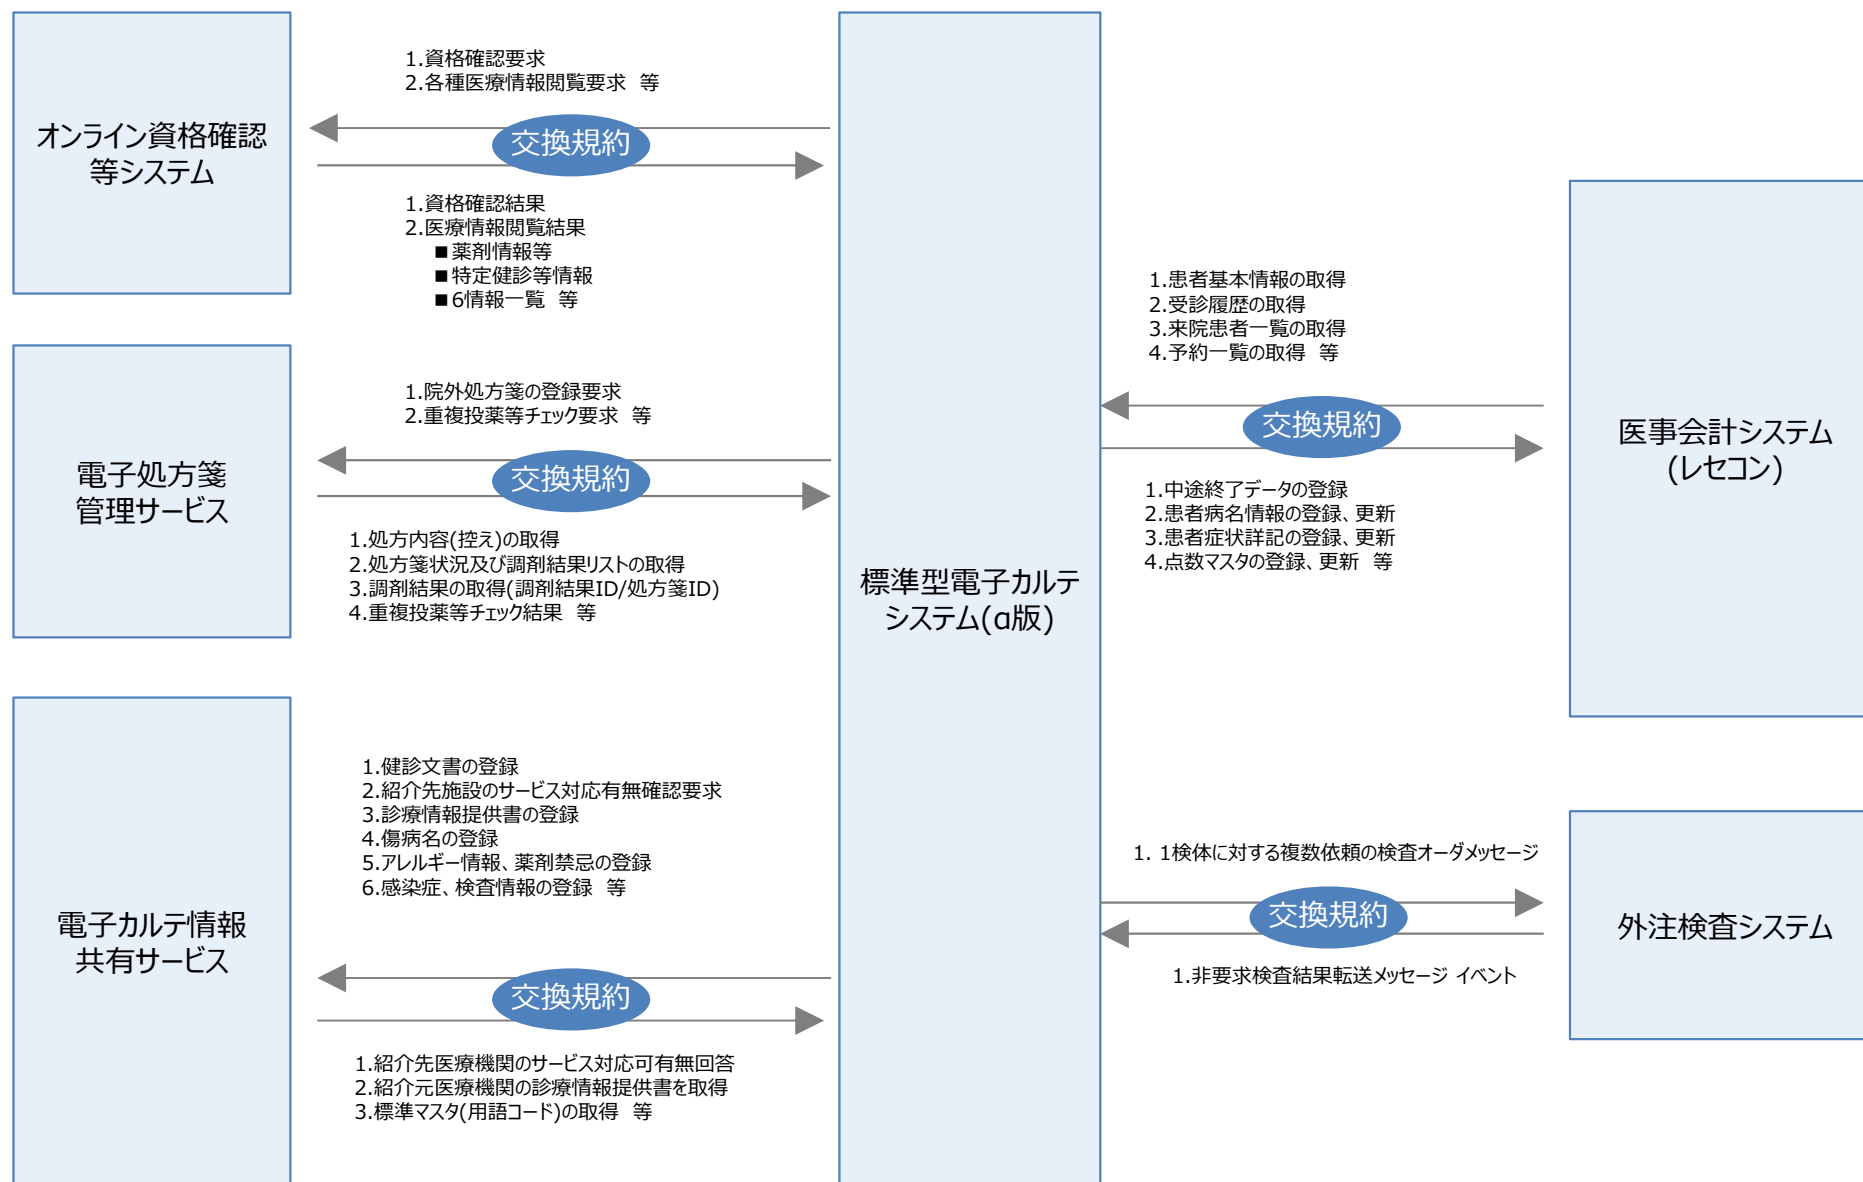 オンライン資格確認
等システム
1.資格確認要求
2.各種医療情報閲覧要求 等
交換規約
1.資格確認結果
2.医療情報閲覧結果
■薬剤情報等
■特定健診等情報
■6情報一覧 等
電子処方箋
管理サービス
1.院外処方箋の登録要求
2.重複投薬等チェック要求 等
交換規約
1.処方内容(控え)の取得
2.処方箋状況及び調剤結果リストの取得
3.調剤結果の取得(調剤結果ID/処方箋ID)
4.重複投薬等チェック結果 等
電子カルテ情報
共有サービス
1.健診文書の登録
2.紹介先施設のサービス対応有無確認要求
3.診療情報提供書の登録
4.傷病名の登録
5.アレルギー情報、薬剤禁忌の登録
6.感染症、検査情報の登録 等
交換規約
1.紹介先医療機関のサービス対応可有無回答
2.紹介元医療機関の診療情報提供書を取得
3.標準マスタ(用語コード)の取得 等
標準型電子カルテ
システム(α版)
1.患者基本情報の取得
2.受診履歴の取得
3.来院患者一覧の取得
4.予約一覧の取得 等
交換規約
1.中途終了データの登録
2.患者病名情報の登録、更新
3.患者症状詳記の登録、更新
4.点数マスタの登録、更新 等
医事会計システム
(レセコン)
1. 1検体に対する複数依頼の検査オーダメッセージ
交換規約
1.非要求検査結果転送メッセージ イベント
外注検査システム